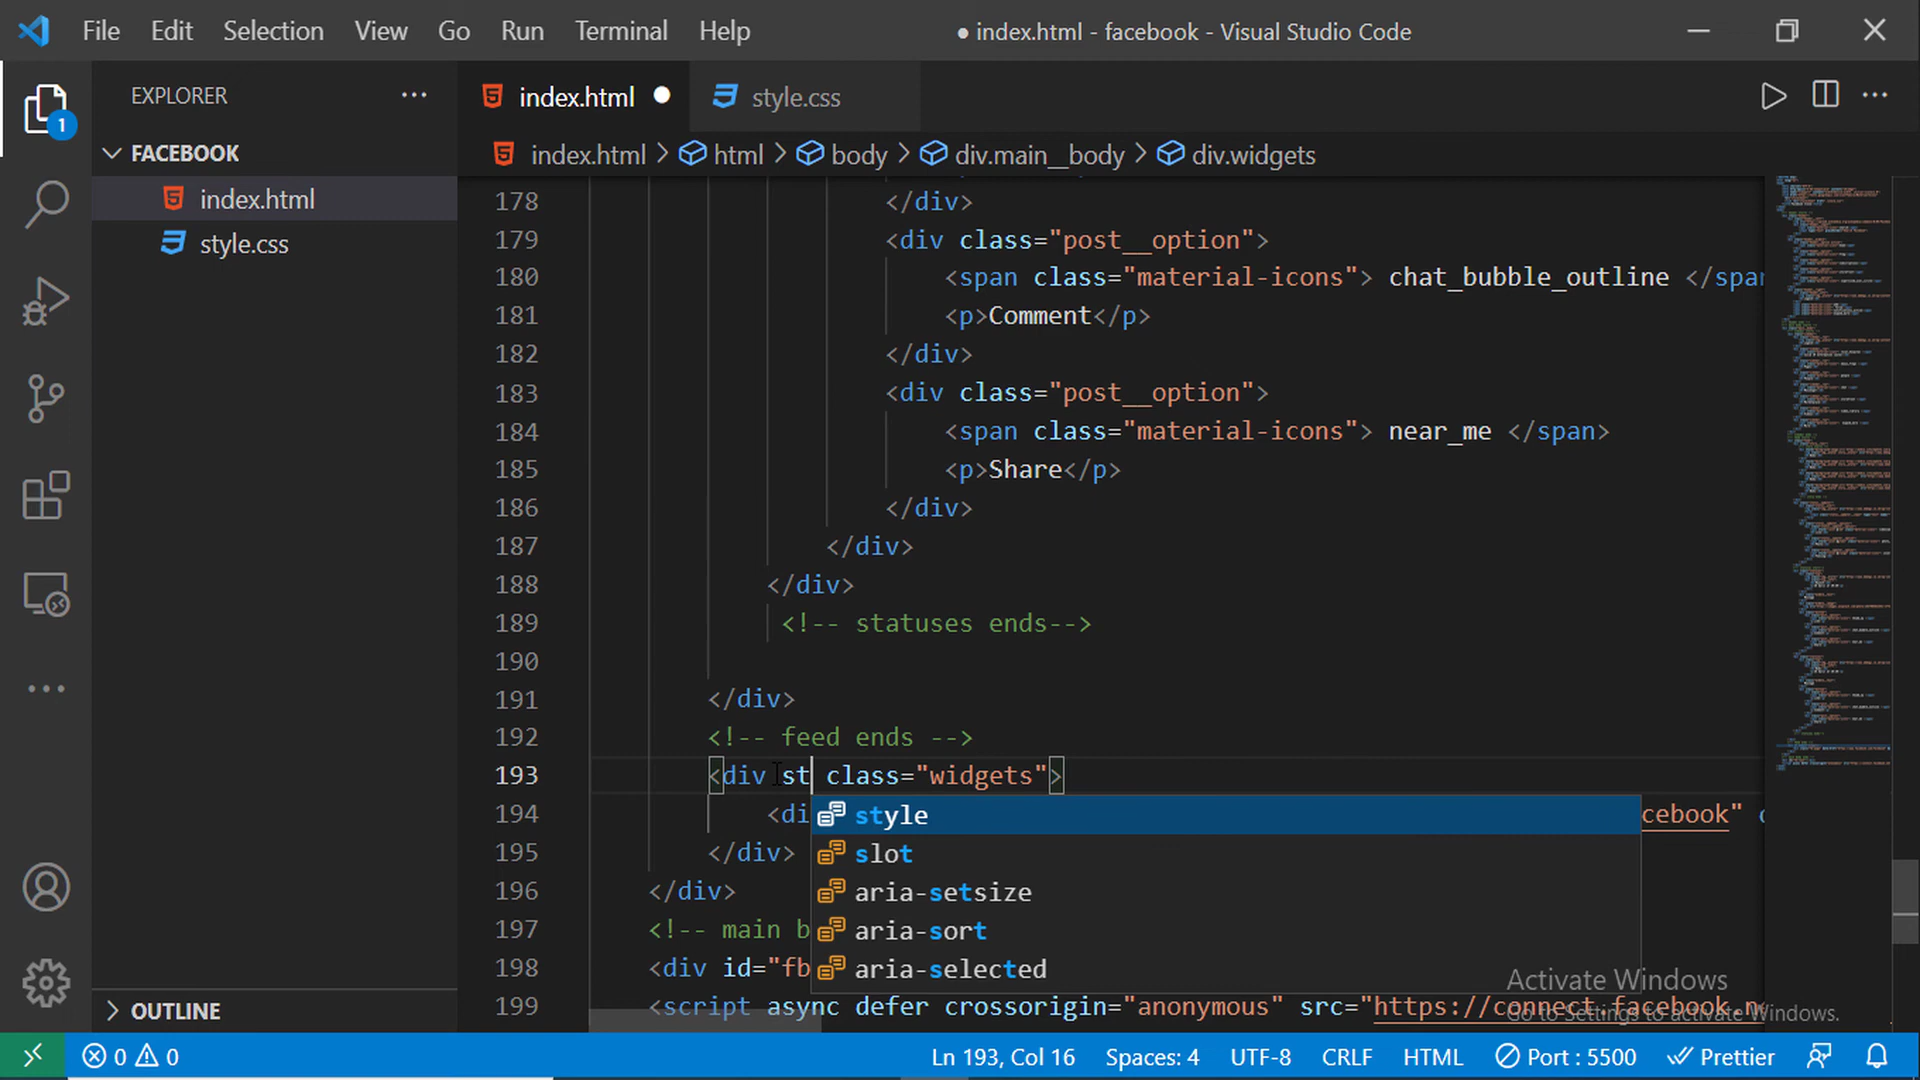 File Edit Selection View Go Run Terminal Help
● index.html - facebook - Visual Studio Code
EXPLORER ···
1
FACEBOOK
index.html
style.css
OUTLINE
index.html ●
style.css
index.html > html > body > div.main__body > div.widgets
178 </div>
179 <div class="post__option">
180 <span class="material-icons"> chat_bubble_outline </span
181 <p>Comment</p>
182 </div>
183 <div class="post__option">
184 <span class="material-icons"> near_me </span>
185 <p>Share</p>
186 </div>
187 </div>
188 </div>
189 <!-- statuses ends-->
190
191 </div>
192 <!-- feed ends -->
193 <div st class="widgets">
194 <di cebook"
195 </div>
196 </div>
197 <!-- main b
198 <div id="fb
199 <script async defer crossorigin="anonymous" src="https://connect.facebook.n
style
slot
aria-setsize
aria-sort
aria-selected
Activate Windows
Go to Settings to activate Windows.
0 0
Ln 193, Col 16 Spaces: 4 UTF-8 CRLF HTML Port : 5500 Prettier